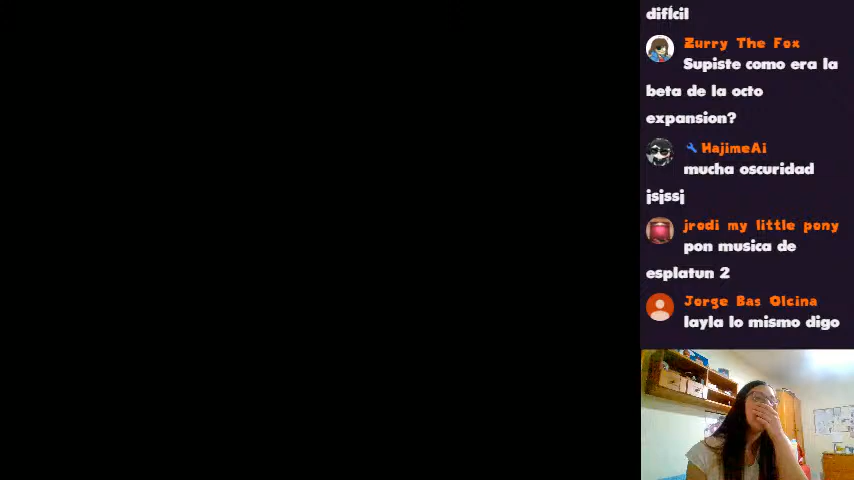 difícil
Zurry The Fox
Supiste como era la
beta de la octo
expansion?
HajimeAi
mucha oscuridad
jsjssj
jrodi my little pony
pon musica de
esplatun 2
Jorge Bas Olcina
layla lo mismo digo